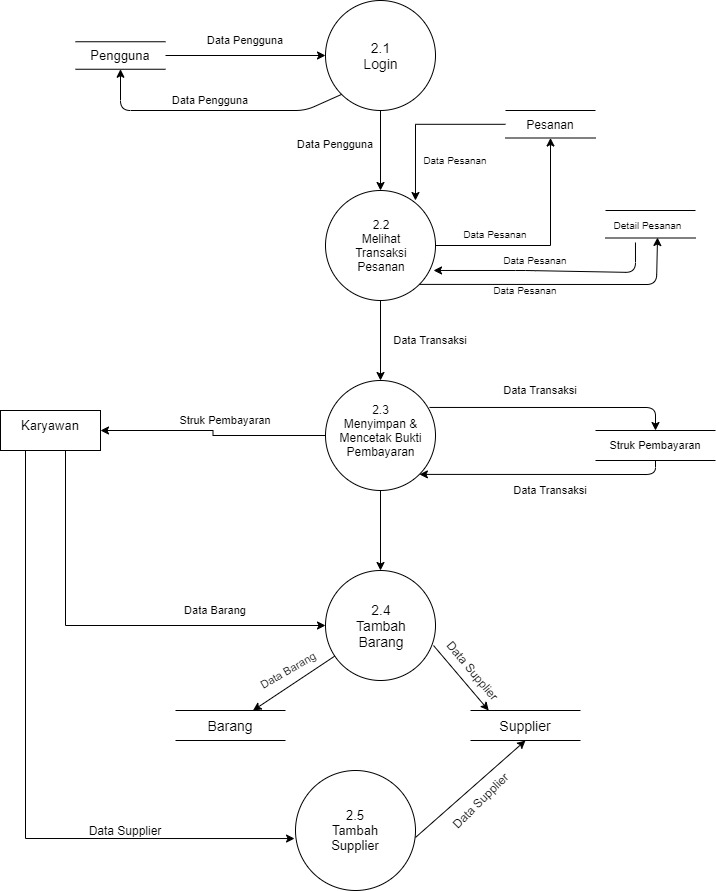 2.1
Login
Data Pengguna
Pengguna
Data Pengguna
Data Pengguna
Pesanan
Data Pesanan
2.2
Melihat
Transaksi
Pesanan
Data Pesanan
Detail Pesanan
Data Pesanan
Data Pesanan
Data Transaksi
2.3
Menyimpan &
Mencetak Bukti
Pembayaran
Data Transaksi
Karyawan
Struk Pembayaran
Struk Pembayaran
Data Transaksi
2.4
Tambah
Barang
Data Barang
Data Barang
Data Supplier
Barang
Supplier
2.5
Tambah
Supplier
Data Supplier
Data Supplier